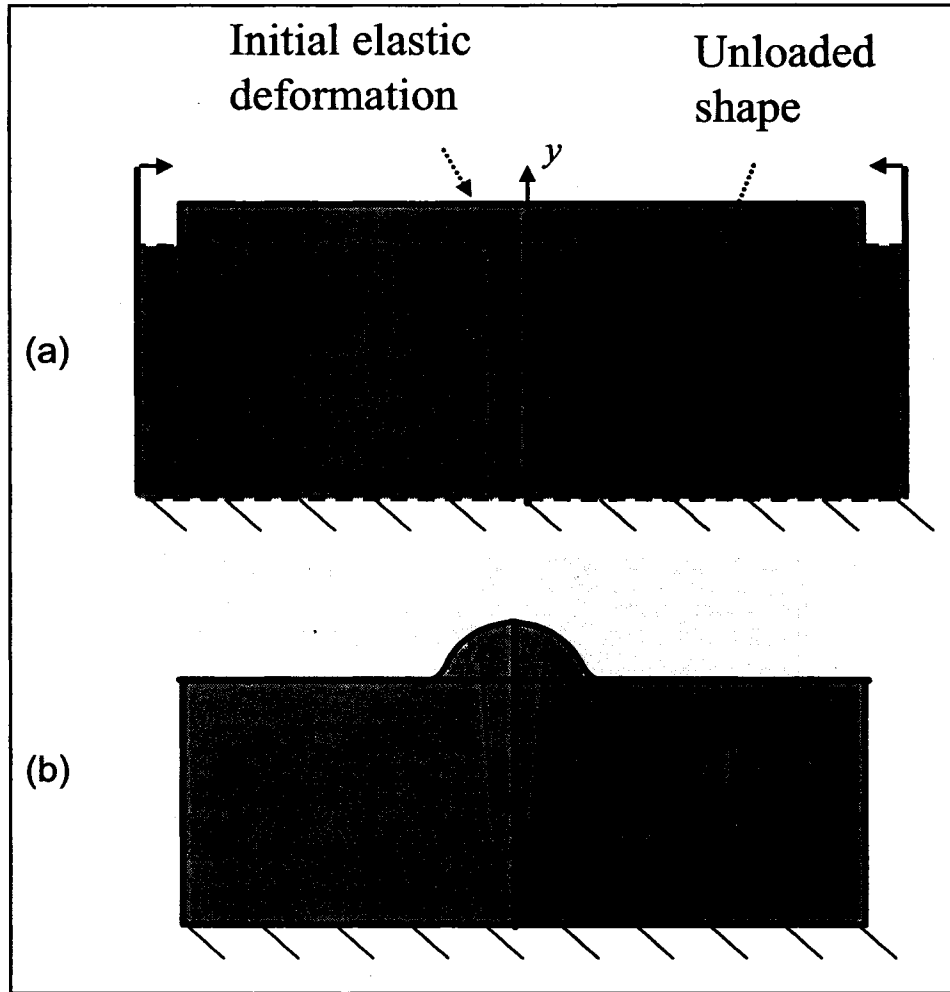 Initial elastic
deformation
Unloaded
shape
y
(a)
(b)